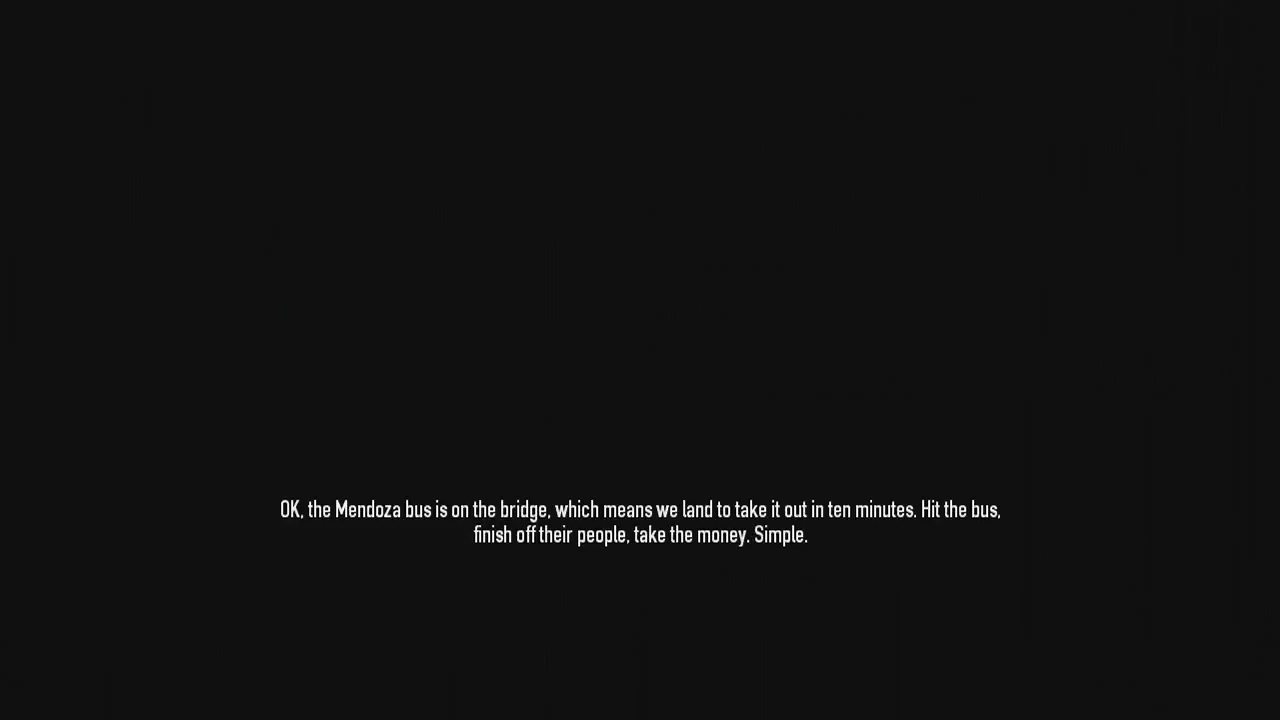 OK, the Mendoza bus is on the bridge, which means we land to take it out in ten minutes. Hit the bus,
finish off their people, take the money. Simple.